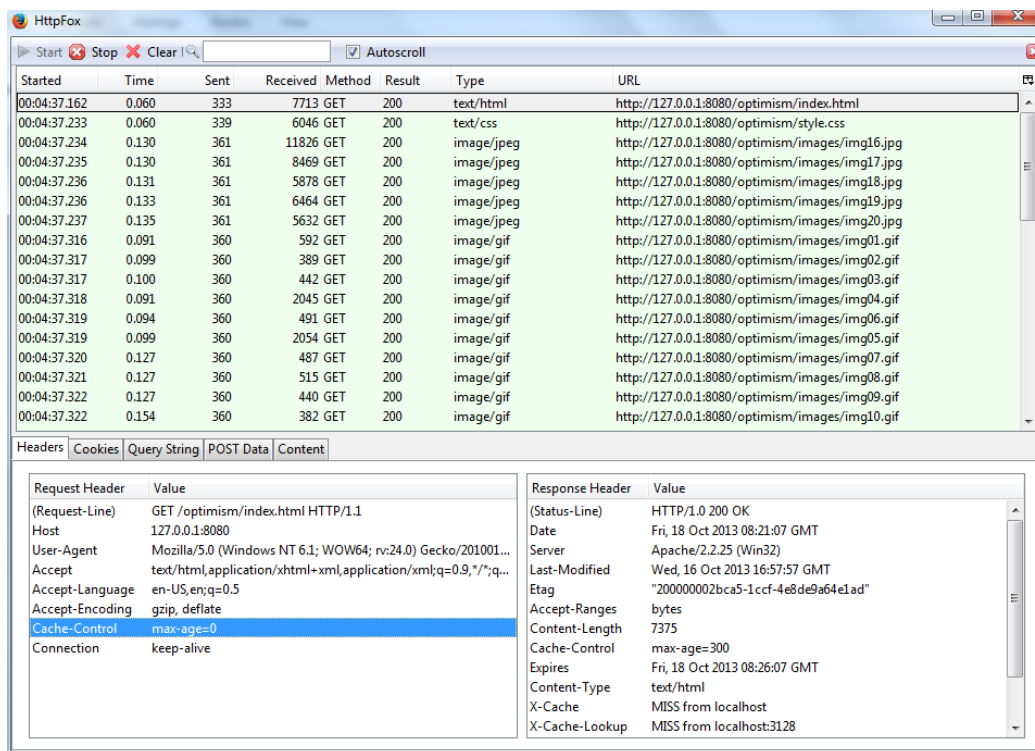 HttpFox
Start Stop Clear Autoscroll
Started Time Sent Received Method Result Type URL
00:04:37.162 0.060 333 7713 GET 200 text/html http://127.0.0.1:8080/optimism/index.html
00:04:37.233 0.060 339 6046 GET 200 text/css http://127.0.0.1:8080/optimism/style.css
00:04:37.234 0.130 361 11826 GET 200 image/jpeg http://127.0.0.1:8080/optimism/images/img16.jpg
00:04:37.235 0.130 361 8469 GET 200 image/jpeg http://127.0.0.1:8080/optimism/images/img17.jpg
00:04:37.236 0.131 361 5878 GET 200 image/jpeg http://127.0.0.1:8080/optimism/images/img18.jpg
00:04:37.236 0.133 361 6464 GET 200 image/jpeg http://127.0.0.1:8080/optimism/images/img19.jpg
00:04:37.237 0.135 361 5632 GET 200 image/jpeg http://127.0.0.1:8080/optimism/images/img20.jpg
00:04:37.316 0.091 360 592 GET 200 image/gif http://127.0.0.1:8080/optimism/images/img01.gif
00:04:37.317 0.099 360 389 GET 200 image/gif http://127.0.0.1:8080/optimism/images/img02.gif
00:04:37.317 0.100 360 442 GET 200 image/gif http://127.0.0.1:8080/optimism/images/img03.gif
00:04:37.318 0.091 360 2045 GET 200 image/gif http://127.0.0.1:8080/optimism/images/img04.gif
00:04:37.319 0.094 360 491 GET 200 image/gif http://127.0.0.1:8080/optimism/images/img06.gif
00:04:37.319 0.099 360 2054 GET 200 image/gif http://127.0.0.1:8080/optimism/images/img05.gif
00:04:37.320 0.127 360 487 GET 200 image/gif http://127.0.0.1:8080/optimism/images/img07.gif
00:04:37.321 0.127 360 515 GET 200 image/gif http://127.0.0.1:8080/optimism/images/img08.gif
00:04:37.322 0.127 360 440 GET 200 image/gif http://127.0.0.1:8080/optimism/images/img09.gif
00:04:37.322 0.154 360 382 GET 200 image/gif http://127.0.0.1:8080/optimism/images/img10.gif
Headers Cookies Query String POST Data Content
Request Header Value
(Request-Line) GET /optimism/index.html HTTP/1.1
Host 127.0.0.1:8080
User-Agent Mozilla/5.0 (Windows NT 6.1; WOW64; rv:24.0) Gecko/201001...
Accept text/html,application/xhtml+xml,application/xml;q=0.9,*/*;q...
Accept-Language en-US,en;q=0.5
Accept-Encoding gzip, deflate
Cache-Control max-age=0
Connection keep-alive
Response Header Value
(Status-Line) HTTP/1.0 200 OK
Date Fri, 18 Oct 2013 08:21:07 GMT
Server Apache/2.2.25 (Win32)
Last-Modified Wed, 16 Oct 2013 16:57:57 GMT
Etag "200000002bca5-1ccf-4e8de9a64e1ad"
Accept-Ranges bytes
Content-Length 7375
Cache-Control max-age=300
Expires Fri, 18 Oct 2013 08:26:07 GMT
Content-Type text/html
X-Cache MISS from localhost
X-Cache-Lookup MISS from localhost:3128